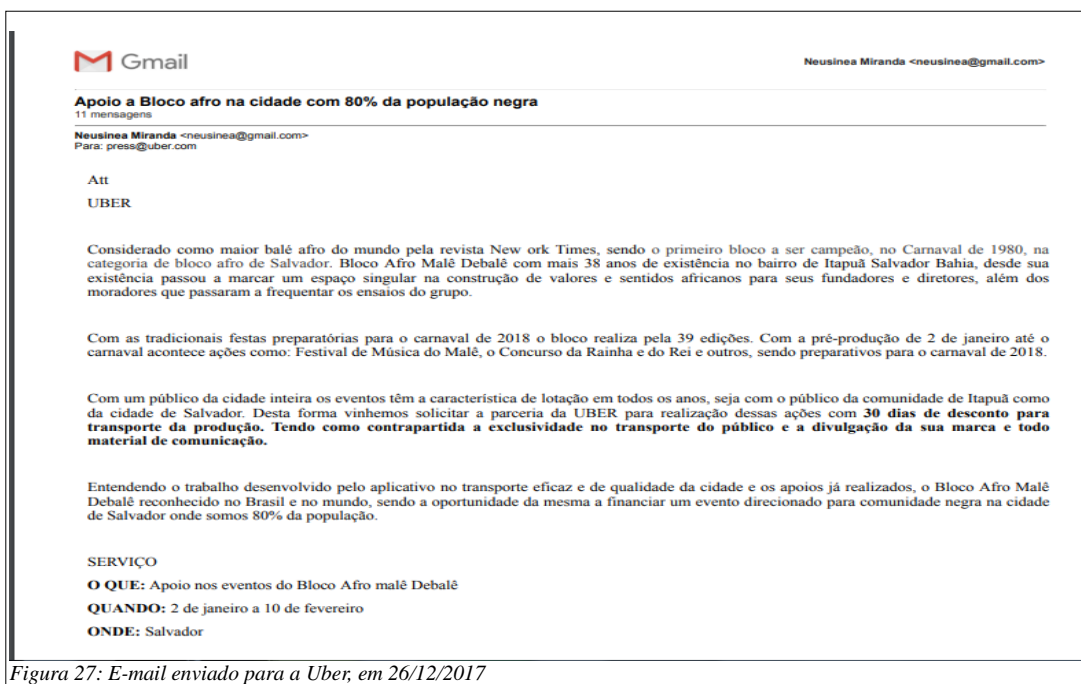 Gmail
Neusinea Miranda <neusinea@gmail.com>
Apoio a Bloco afro na cidade com 80% da população negra
11 mensagens
Neusinea Miranda <neusinea@gmail.com>
Para: press@uber.com
Att
UBER
Considerado como maior balé afro do mundo pela revista New ork Times, sendo o primeiro bloco a ser campeão, no Carnaval de 1980, na
categoria de bloco afro de Salvador. Bloco Afro Malê Debalê com mais 38 anos de existência no bairro de Itapuã Salvador Bahia, desde sua
existência passou a marcar um espaço singular na construção de valores e sentidos africanos para seus fundadores e diretores, além dos
moradores que passaram a frequentar os ensaios do grupo.
Com as tradicionais festas preparatórias para o carnaval de 2018 o bloco realiza pela 39 edições. Com a pré-produção de 2 de janeiro até o
carnaval acontece ações como: Festival de Música do Malê, o Concurso da Rainha e do Rei e outros, sendo preparativos para o carnaval de 2018.
Com um público da cidade inteira os eventos têm a característica de lotação em todos os anos, seja com o público da comunidade de Itapuã como
da cidade de Salvador. Desta forma vinhemos solicitar a parceria da UBER para realização dessas ações com 30 dias de desconto para
transporte da produção. Tendo como contrapartida a exclusividade no transporte do público e a divulgação da sua marca e todo
material de comunicação.
Entendendo o trabalho desenvolvido pelo aplicativo no transporte eficaz e de qualidade da cidade e os apoios já realizados, o Bloco Afro Malê
Debalê reconhecido no Brasil e no mundo, sendo a oportunidade da mesma a financiar um evento direcionado para comunidade negra na cidade
de Salvador onde somos 80% da população.
SERVIÇO
O QUE: Apoio nos eventos do Bloco Afro malê Debalê
QUANDO: 2 de janeiro a 10 de fevereiro
ONDE: Salvador
Figura 27: E-mail enviado para a Uber, em 26/12/2017